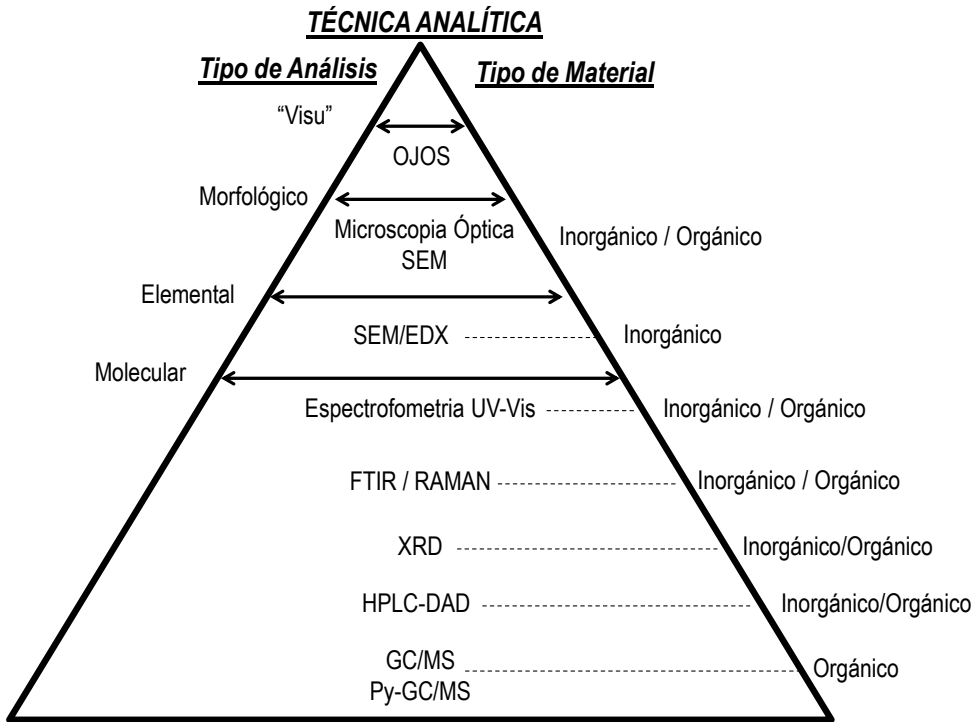 TÉCNICA ANALÍTICA
Tipo de Análisis
Tipo de Material
“Visu”
OJOS
Morfológico
Microscopia Óptica
SEM
Inorgánico / Orgánico
Elemental
SEM/EDX
Inorgánico
Molecular
Espectrofometria UV-Vis
Inorgánico / Orgánico
FTIR / RAMAN
Inorgánico / Orgánico
XRD
Inorgánico/Orgánico
HPLC-DAD
Inorgánico/Orgánico
GC/MS
Py-GC/MS
Orgánico